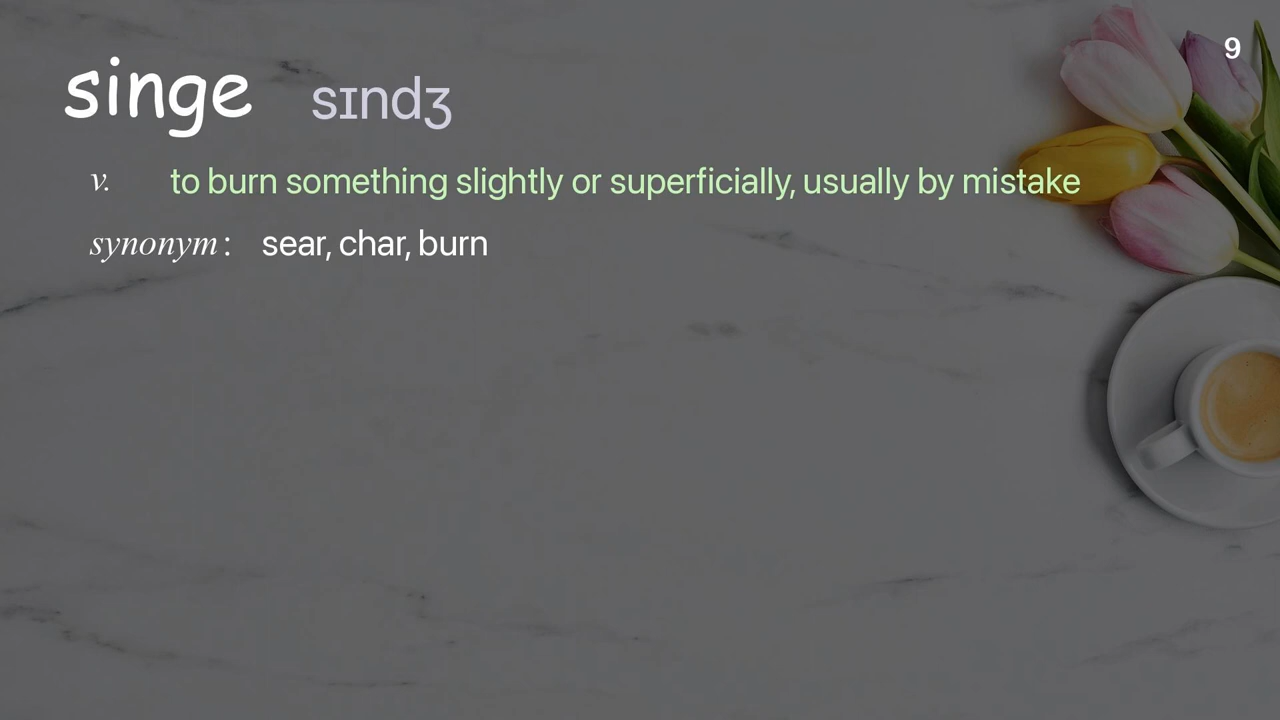 9
singe sɪndʒ
v. to burn something slightly or superficially, usually by mistake
synonym : sear, char, burn